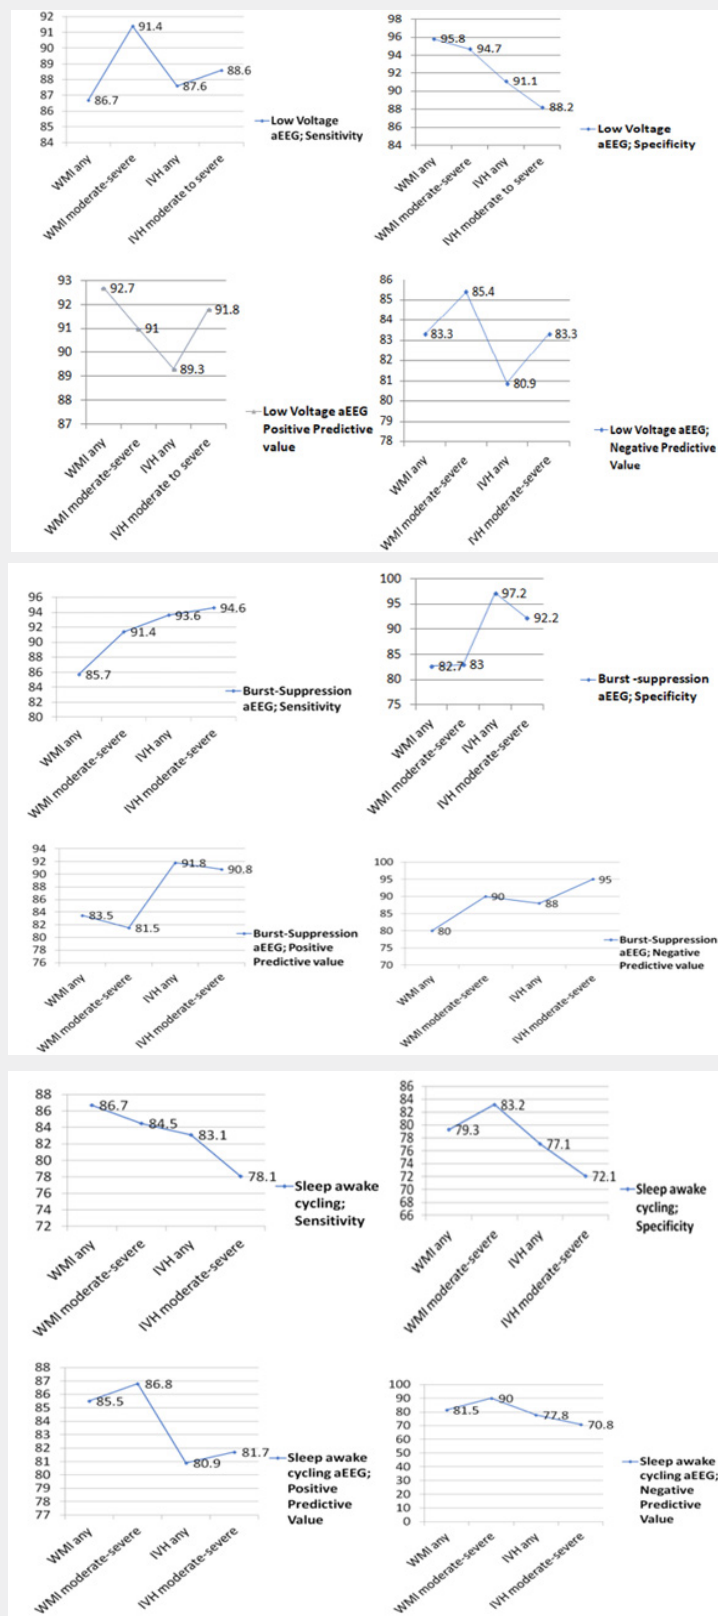 92
91
90
89
88
87
86
85
84
91.4
88.6
87.6
86.7
Low Voltage
aEEG; Sensitivity
WMI any
WMI moderate-severe
IVH any
IVH moderate to severe
98
96
94
92
90
88
86
84
95.8
94.7
91.1
88.2
Low Voltage
aEEG; Specificity
WMI any
WMI moderate-severe
IVH any
IVH moderate to severe
93
92
91
90
89
88
87
92.7
91
89.3
91.8
Low Voltage aEEG
Positive Predictive
value
WMI any
WMI moderate-severe
IVH any
IVH moderate to severe
86
85
84
83
82
81
80
79
78
83.3
85.4
80.9
83.3
Low Voltage aEEG;
Negative Predictive
Value
WMI any
WMI moderate-severe
IVH any
IVH moderate-severe
96
94
92
90
88
86
84
82
80
85.7
91.4
93.6
94.6
Burst-Suppression
aEEG; Sensitivity
WMI any
WMI moderate-severe
IVH any
IVH moderate-severe
100
95
90
85
80
75
82.7
83
97.2
92.2
Burst -suppression
aEEG; Specificity
WMI any
WMI moderate-severe
IVH any
IVH moderate-severe
94
92
90
88
86
84
82
80
78
76
83.5
81.5
91.8
90.8
Burst-Suppression
aEEG; Positive
Predictive value
WMI any
WMI moderate-severe
IVH any
IVH moderate-severe
100
95
90
85
80
75
70
80
90
88
95
Burst-Suppression
aEEG; Negative
Predictive value
WMI any
WMI moderate-severe
IVH any
IVH moderate-severe
88
86
84
82
80
78
76
74
72
86.7
84.5
83.1
78.1
Sleep awake
cycling;
Sensitivity
WMI any
WMI moderate-severe
IVH any
IVH moderate-severe
86
84
82
80
78
76
74
72
70
68
66
79.3
83.2
77.1
72.1
Sleep awake
cycling;
Specificity
WMI any
WMI moderate-severe
IVH any
IVH moderate-severe
88
87
86
85
84
83
82
81
80
79
78
77
85.5
86.8
80.9
81.7
Sleep awake
cycling aEEG;
Positive
Predictive
Value
WMI any
WMI moderate-severe
IVH any
IVH moderate-severe
100
90
80
70
60
50
40
30
20
10
0
81.5
90
77.8
70.8
Sleep awake
cycling aEEG;
Negative
Predictive
Value
WMI any
WMI moderate-severe
IVH any
IVH moderate-severe